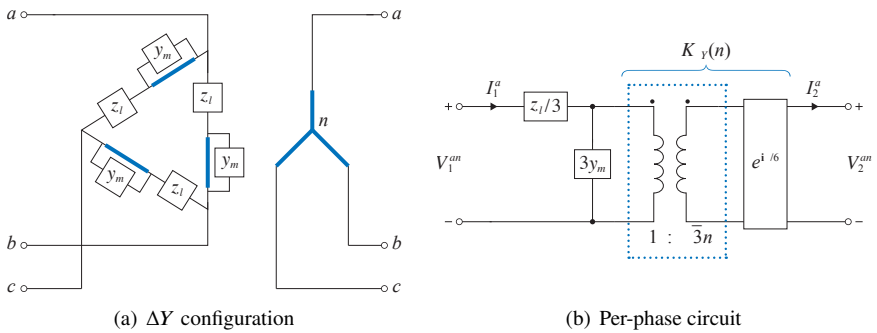 a
y_m
z_l
z_l
y_m
z_l
y_m
b
c
a
n
b
c
(a) ΔY configuration
K Y(n)
I_1^a
I_2^a
+
z_l/3
+
V_1^{an}
3y_m
e^{i /6}
V_2^{an}
−
−
1 : 3n
(b) Per-phase circuit